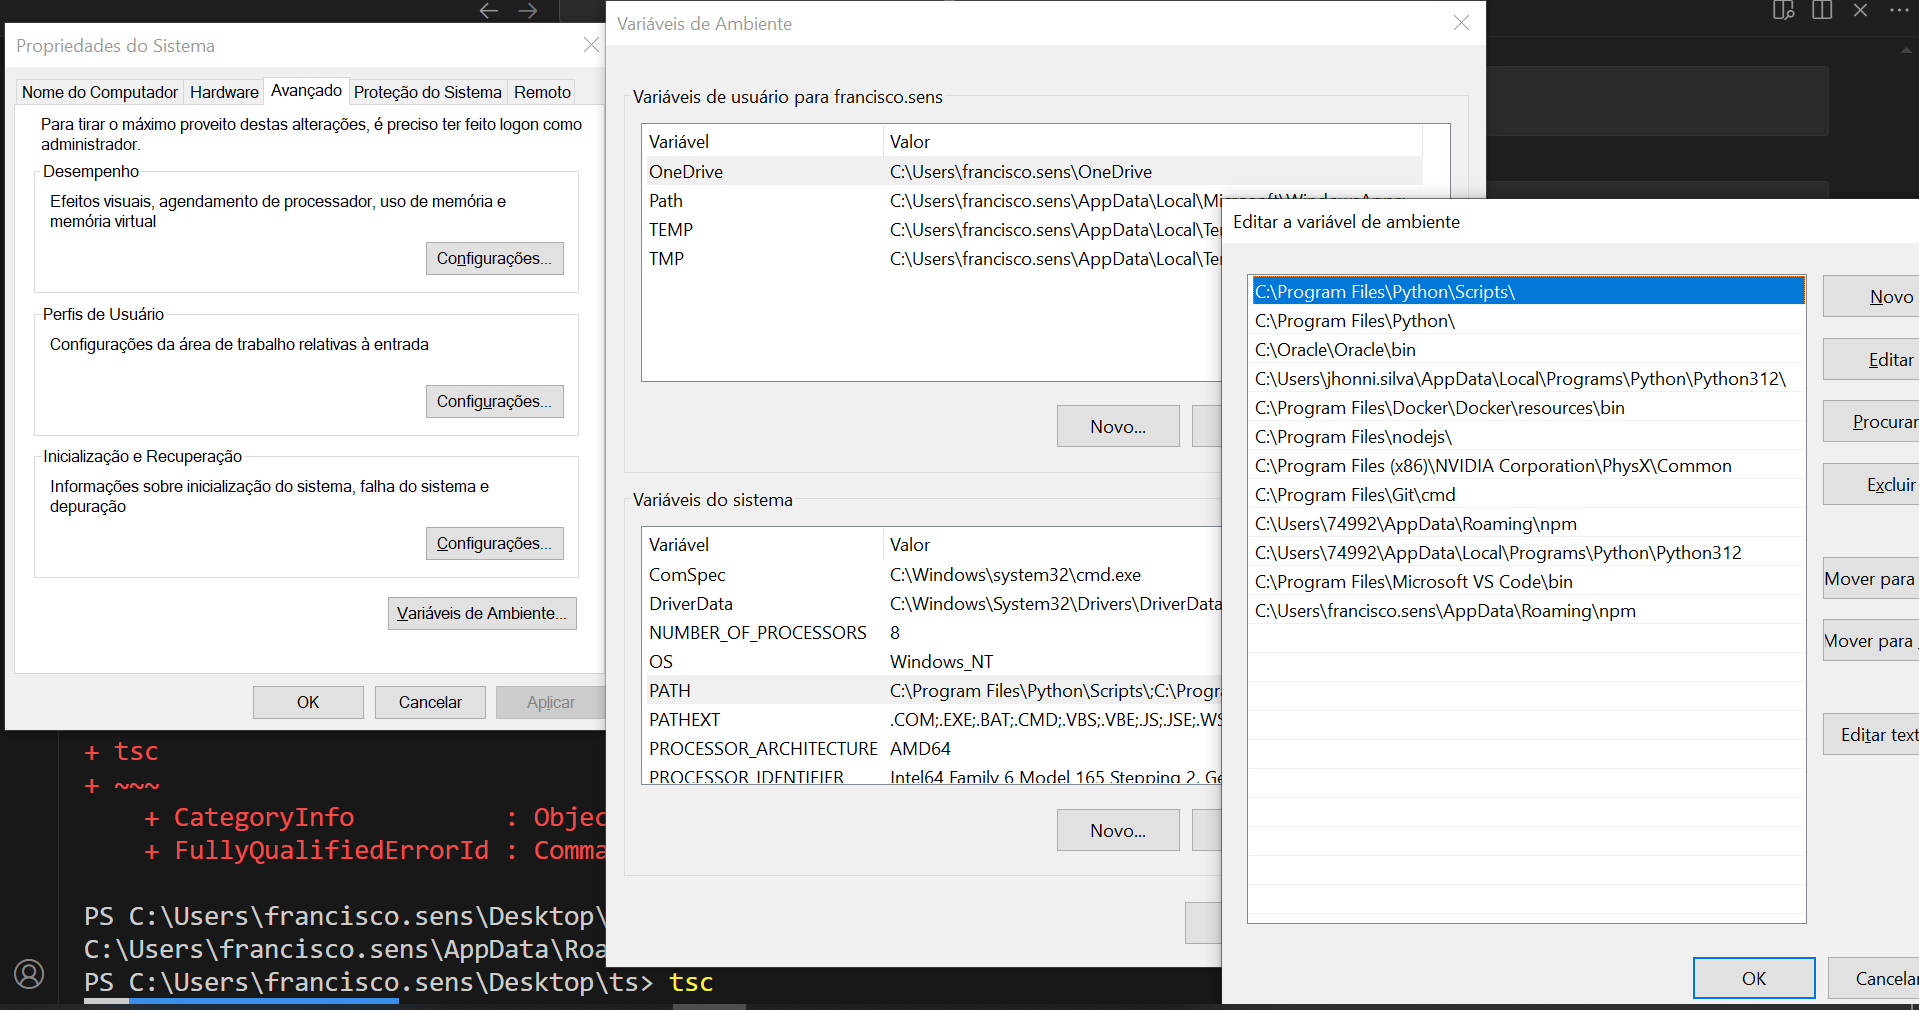 Propriedades do Sistema
Nome do Computador
Hardware
Avançado
Proteção do Sistema
Remoto
Para tirar o máximo proveito destas alterações, é preciso ter feito logon como
administrador.
Desempenho
Efeitos visuais, agendamento de processador, uso de memória e
memória virtual
Configurações...
Perfis de Usuário
Configurações da área de trabalho relativas à entrada
Configurações...
Inicialização e Recuperação
Informações sobre inicialização do sistema, falha do sistema e
depuração
Configurações...
Variáveis de Ambiente...
OK
Cancelar
Aplicar
+ tsc
+ ~~~
+ CategoryInfo : Objec
+ FullyQualifiedErrorId : Comma
PS C:\Users\francisco.sens\Desktop\
C:\Users\francisco.sens\AppData\Roa
PS C:\Users\francisco.sens\Desktop\ts> tsc
Variáveis de Ambiente
Variáveis de usuário para francisco.sens
Variável Valor
OneDrive C:\Users\francisco.sens\OneDrive
Path C:\Users\francisco.sens\AppData\Local\Microsoft\WindowsApps;
TEMP C:\Users\francisco.sens\AppData\Local\Te
TMP C:\Users\francisco.sens\AppData\Local\Te
Novo...
Variáveis do sistema
Variável Valor
ComSpec C:\Windows\system32\cmd.exe
DriverData C:\Windows\System32\Drivers\DriverData
NUMBER_OF_PROCESSORS 8
OS Windows_NT
PATH C:\Program Files\Python\Scripts\;C:\Progr
PATHEXT .COM;.EXE;.BAT;.CMD;.VBS;.VBE;.JS;.JSE;.WS
PROCESSOR_ARCHITECTURE AMD64
PROCESSOR_IDENTIFIER Intel64 Family 6 Model 165 Stepping 2, Ge
Novo...
Editar a variável de ambiente
C:\Program Files\Python\Scripts\
C:\Program Files\Python\
C:\Oracle\Oracle\bin
C:\Users\jhonni.silva\AppData\Local\Programs\Python\Python312\
C:\Program Files\Docker\Docker\resources\bin
C:\Program Files\nodejs\
C:\Program Files (x86)\NVIDIA Corporation\PhysX\Common
C:\Program Files\Git\cmd
C:\Users\74992\AppData\Roaming\npm
C:\Users\74992\AppData\Local\Programs\Python\Python312
C:\Program Files\Microsoft VS Code\bin
C:\Users\francisco.sens\AppData\Roaming\npm
Novo
Editar
Procurar
Excluir
Mover para
Mover para
Editar text
OK
Cancelar